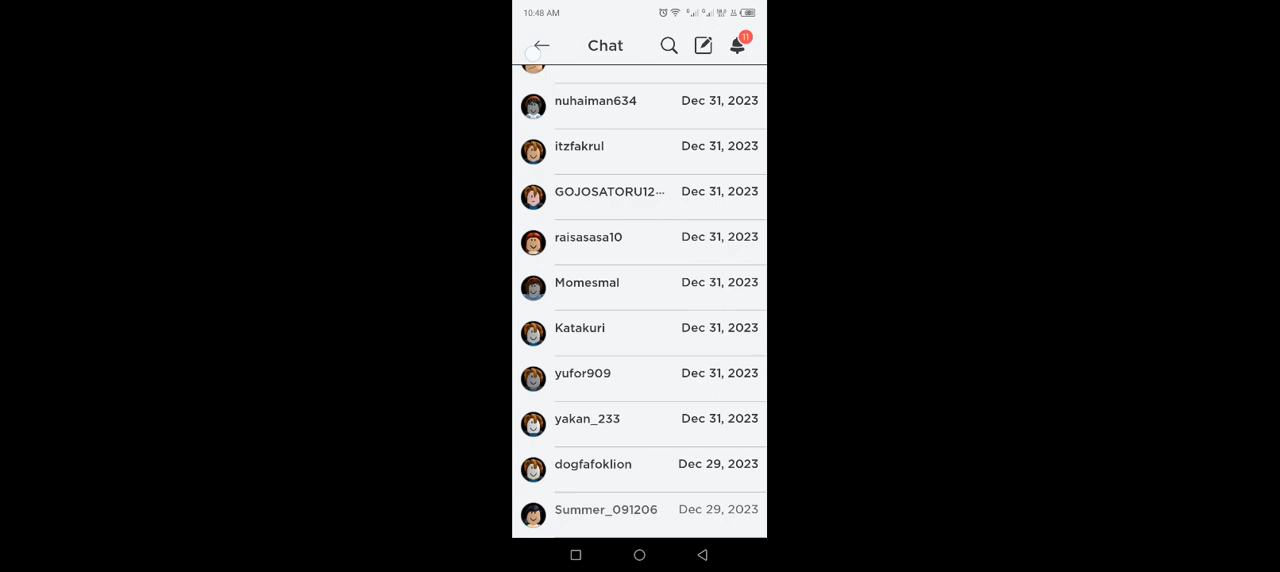 10:48 AM
Chat
11
nuhaiman634 Dec 31, 2023
itzfakrul Dec 31, 2023
GOJOSATORU12... Dec 31, 2023
raisasasa10 Dec 31, 2023
Momesmal Dec 31, 2023
Katakuri Dec 31, 2023
yufor909 Dec 31, 2023
yakan_233 Dec 31, 2023
dogfafoklion Dec 29, 2023
Summer_091206 Dec 29, 2023